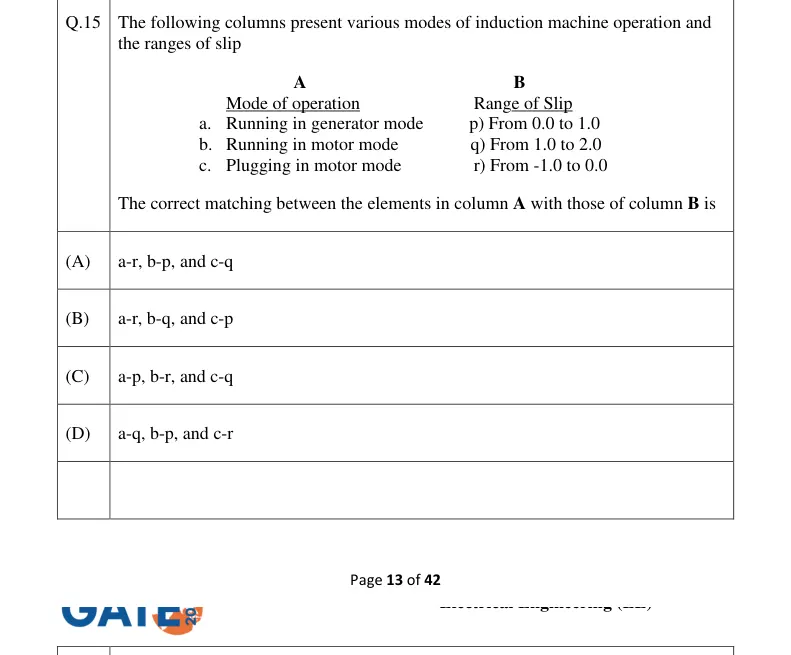 Q.15 The following columns present various modes of induction machine operation and
the ranges of slip
A B
Mode of operation Range of Slip
a. Running in generator mode p) From 0.0 to 1.0
b. Running in motor mode q) From 1.0 to 2.0
c. Plugging in motor mode r) From -1.0 to 0.0
The correct matching between the elements in column A with those of column B is
(A) a-r, b-p, and c-q
(B) a-r, b-q, and c-p
(C) a-p, b-r, and c-q
(D) a-q, b-p, and c-r
Page 13 of 42
GATE 20